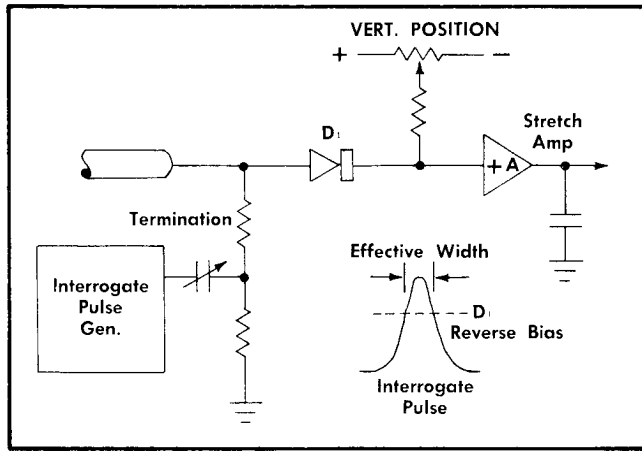 VERT. POSITION
+ −
D1
Stretch
Amp
+ A
Termination
Interrogate
Pulse
Gen.
Effective Width
D1
Reverse Bias
Interrogate
Pulse